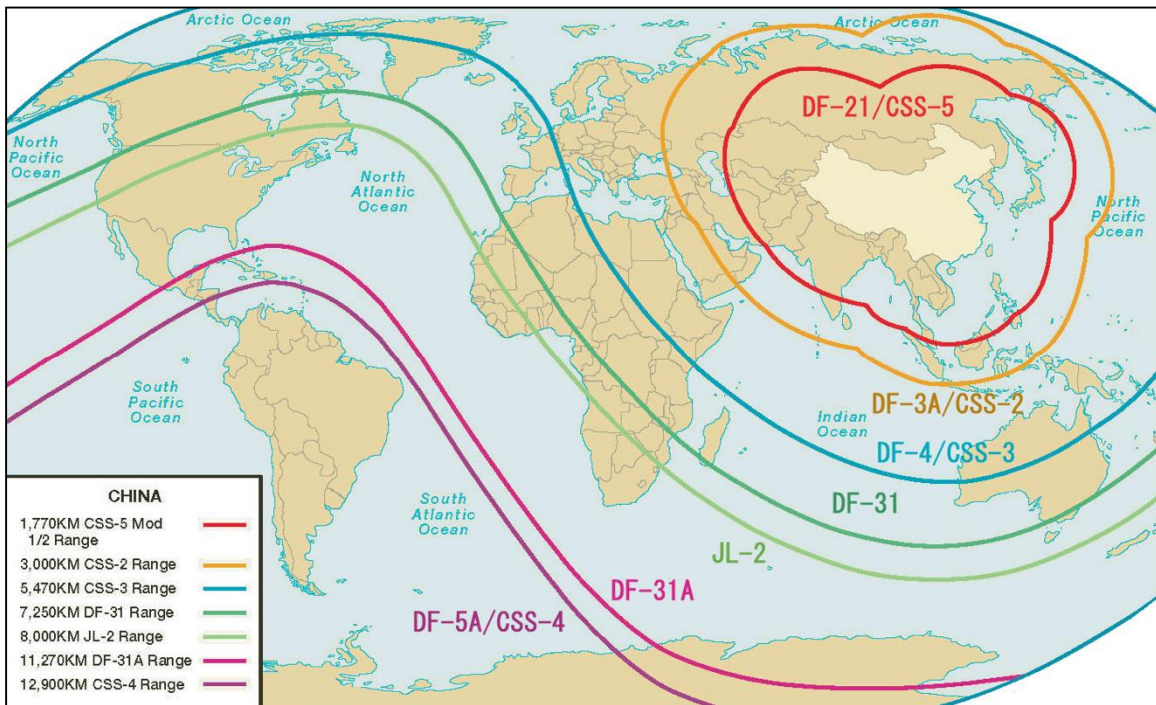 Arctic Ocean
Arctic Ocean
DF-21/CSS-5
North
Pacific
Ocean
North
Atlantic
Ocean
North
Pacific
Ocean
South
Pacific
Ocean
Indian
Ocean
DF-3A/CSS-2
DF-4/CSS-3
DF-31
South
Atlantic
Ocean
JL-2
DF-31A
DF-5A/CSS-4
CHINA
1,770KM CSS-5 Mod
1/2 Range
3,000KM CSS-2 Range
5,470KM CSS-3 Range
7,250KM DF-31 Range
8,000KM JL-2 Range
11,270KM DF-31A Range
12,900KM CSS-4 Range